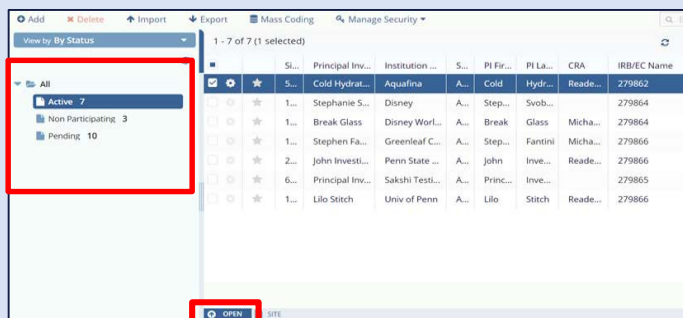 Add Delete Import Export Mass Coding Manage Security
View by By Status
1 - 7 of 7 (1 selected)
Si... Principal Inv... Institution ... S... PI Fir... PI La... CRA IRB/EC Name
All
5... Cold Hydrat... Aquafina A... Cold Hydr... Reade... 279862
Active 7
1... Stephanie S... Disney A... Step... Svob... 279864
Non Participating 3
1... Break Glass Disney Worl... A... Break Glass Micha... 279864
Pending 10
1... Stephen Fa... Greenleaf C... A... Step... Fantini Micha... 279866
2... John Investi... Penn State ... A... John Inve... Reade... 279866
6... Principal Inv... Sakshi Testi... A... Princ... Inve... 279865
1... Lilo Stitch Univ of Penn A... Lilo Stitch Reade... 279866
OPEN SITE